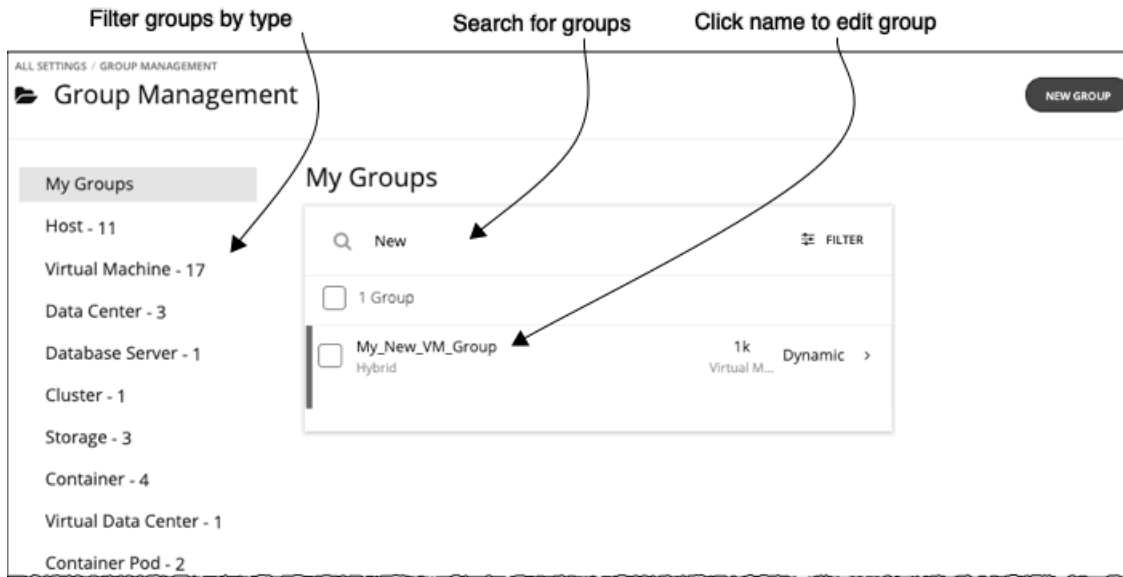 Filter groups by type
Search for groups
Click name to edit group
ALL SETTINGS / GROUP MANAGEMENT
Group Management
NEW GROUP
My Groups
Host - 11
Virtual Machine - 17
Data Center - 3
Database Server - 1
Cluster - 1
Storage - 3
Container - 4
Virtual Data Center - 1
Container Pod - 2
My Groups
New
FILTER
1 Group
My_New_VM_Group
Hybrid
1k
Virtual M...
Dynamic >